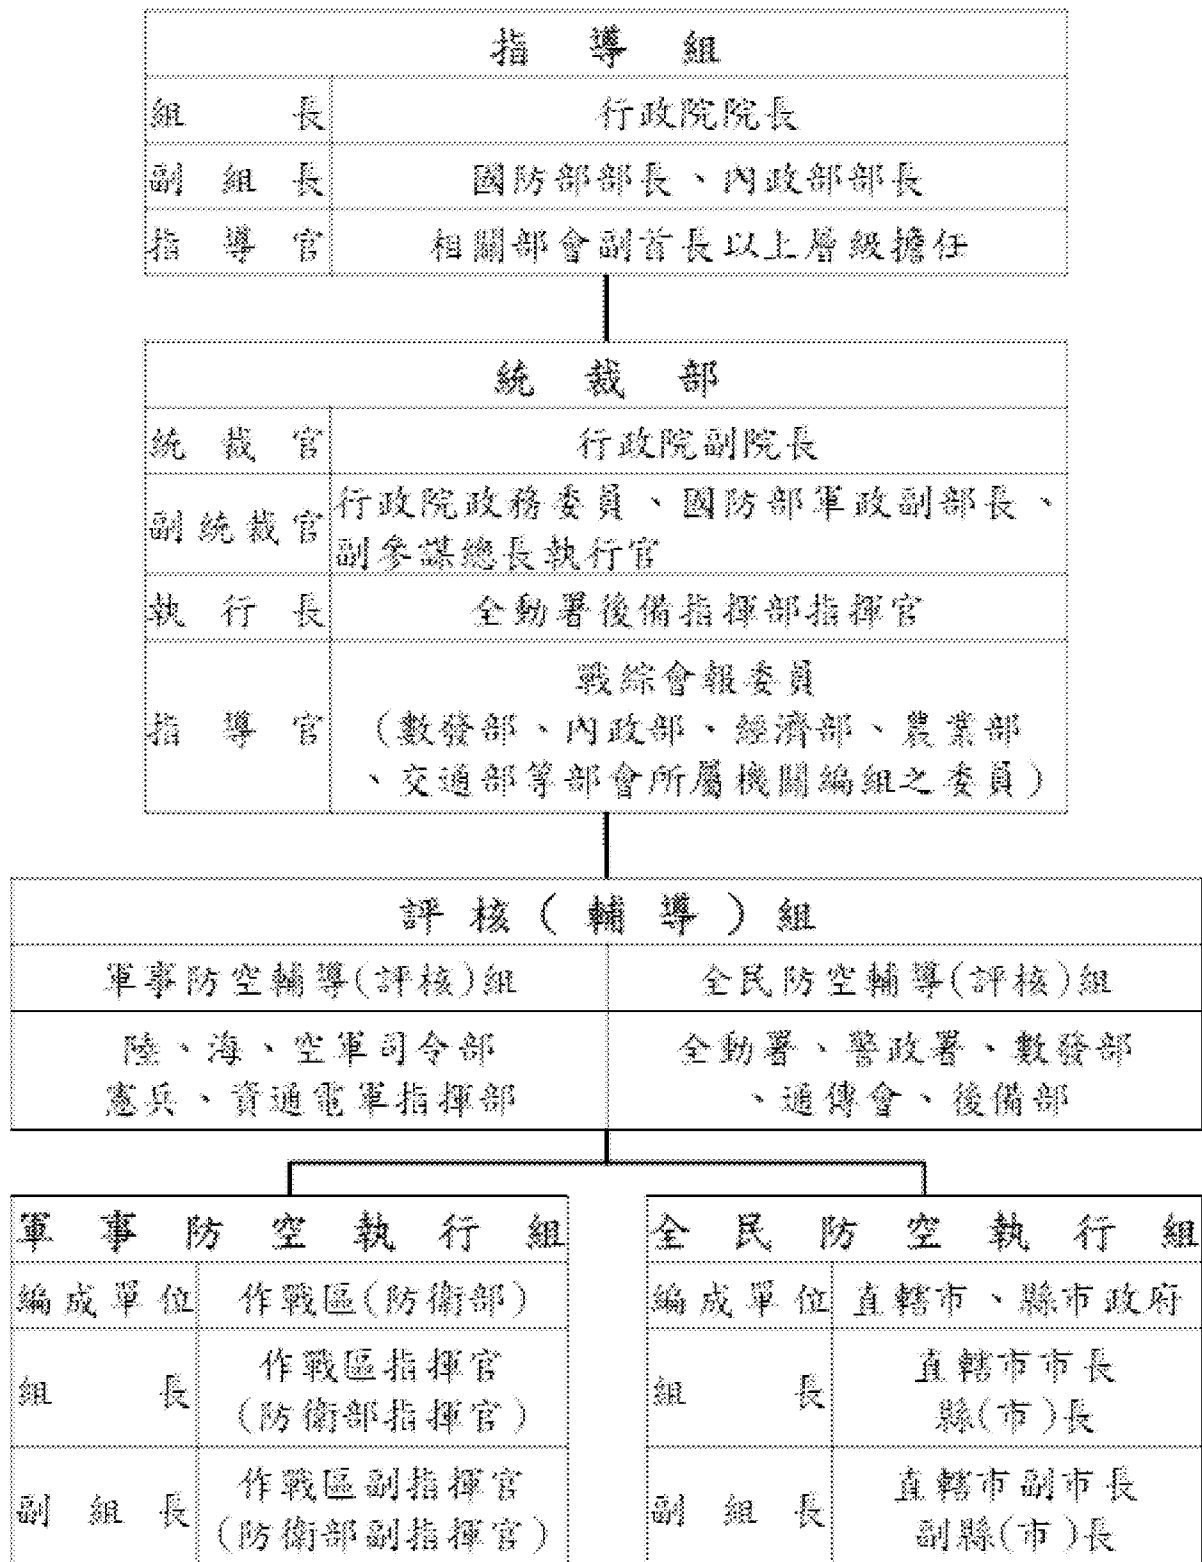 指導組
組長 行政院院長
副組長 國防部部長、內政部部長
指導官 相關部會副首長以上層級擔任
統裁部
統裁官 行政院副院長
副統裁官 行政院政務委員、國防部軍政副部長、
副參謀總長執行官
執行長 全動署後備指揮部指揮官
指導官 戰綜會報委員
(數發部、內政部、經濟部、農業部
、交通部等部會所屬機關編組之委員)
評核(輔導)組
軍事防空輔導(評核)組 全民防空輔導(評核)組
陸、海、空軍司令部
憲兵、資通電軍指揮部
全動署、警政署、數發部
、通傳會、後備部
軍事防空執行組
編成單位 作戰區(防衛部)
組長 作戰區指揮官
(防衛部指揮官)
副組長 作戰區副指揮官
(防衛部副指揮官)
全民防空執行組
編成單位 直轄市、縣市政府
組長 直轄市市長
縣(市)長
副組長 直轄市副市長
副縣(市)長